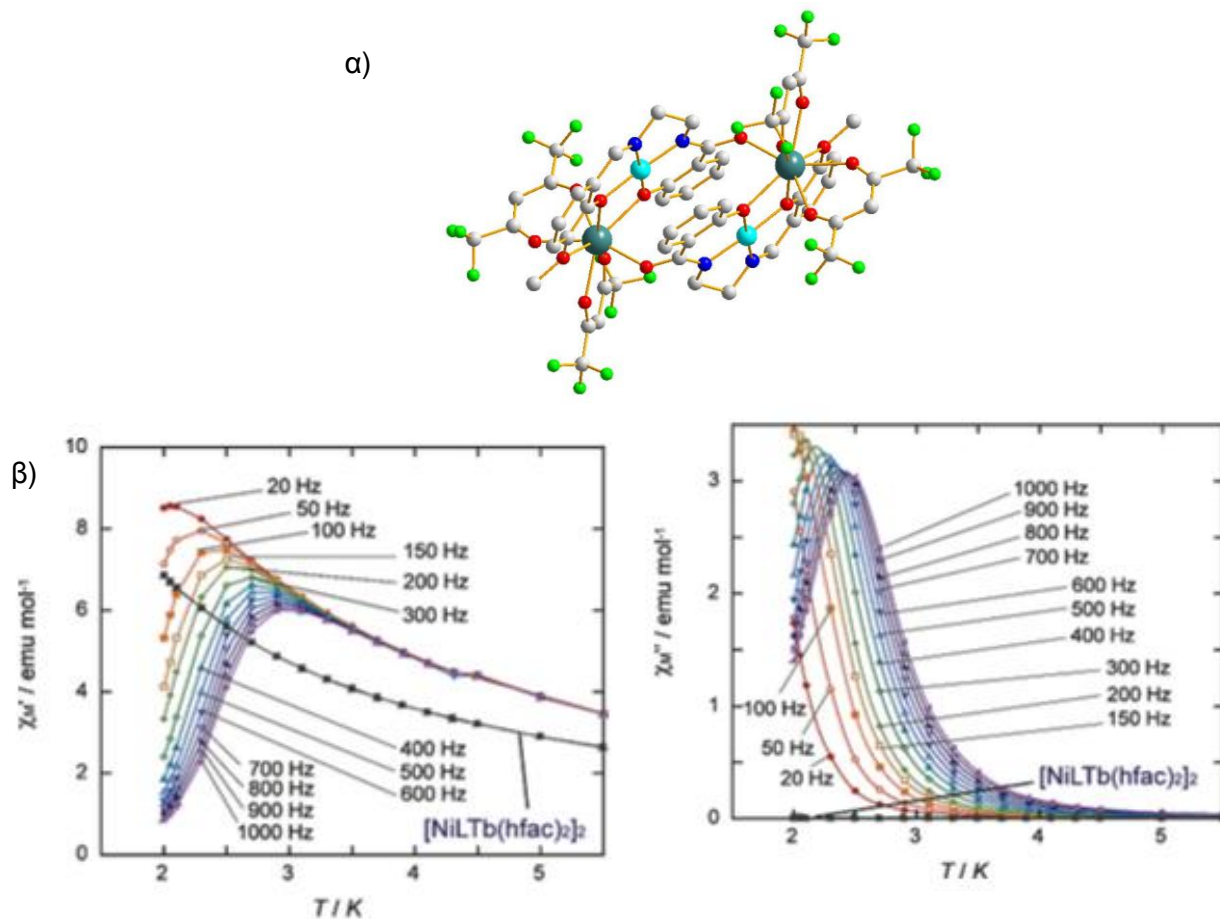 α)
β)
10
8
6
4
2
0
χM' / emu mol⁻¹
20 Hz
50 Hz
100 Hz
150 Hz
200 Hz
300 Hz
400 Hz
500 Hz
600 Hz
700 Hz
800 Hz
900 Hz
1000 Hz
[NiLTb(hfac)₂]₂
2 3 4 5
T / K
3
2
1
0
χM'' / emu mol⁻¹
1000 Hz
900 Hz
800 Hz
700 Hz
600 Hz
500 Hz
400 Hz
300 Hz
200 Hz
150 Hz
100 Hz
50 Hz
20 Hz
[NiLTb(hfac)₂]₂
2 3 4 5
T / K